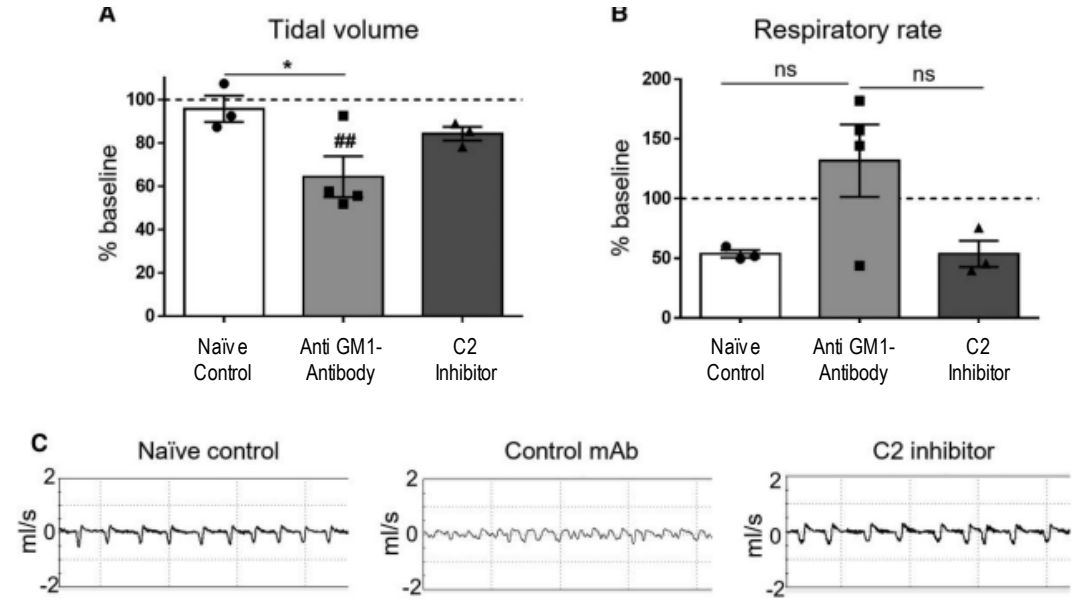 A
Tidal volume
*
##
% baseline
100
80
60
40
20
0
Naïve
Control
Anti GM1-
Antibody
C2
Inhibitor
B
Respiratory rate
ns
ns
% baseline
200
150
100
50
0
Naïve
Control
Anti GM1-
Antibody
C2
Inhibitor
C
Naïve control
2
0
-2
ml/s
Control mAb
2
0
-2
ml/s
C2 inhibitor
2
0
-2
ml/s